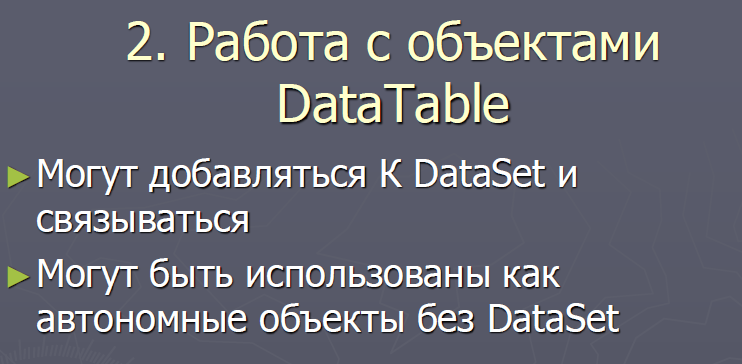 2. Работа с объектами
DataTable
Могут добавляться К DataSet и
связываться
Могут быть использованы как
автономные объекты без DataSet